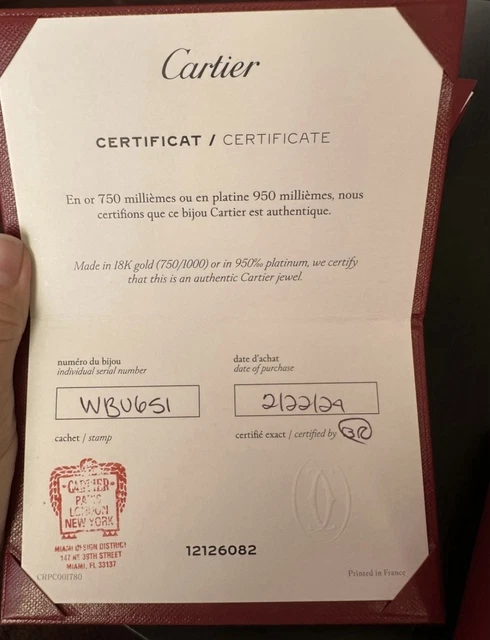 Cartier
CERTIFICAT / CERTIFICATE
En or 750 millièmes ou en platine 950 millièmes, nous
certifions que ce bijou Cartier est authentique.
Made in 18K gold (750/1000) or in 950‰ platinum, we certify
that this is an authentic Cartier jewel.
numéro du bijou
individual serial number
WBU6S1
date d'achat
date of purchase
2/22/24
cachet / stamp
certifié exact / certified by BR
CARTIER
PARIS
LONDON
NEW YORK
MIAMI DESIGN DISTRICT
147 NE 39TH STREET
MIAMI, FL 33137
12126082
CRPC001780
Printed in France